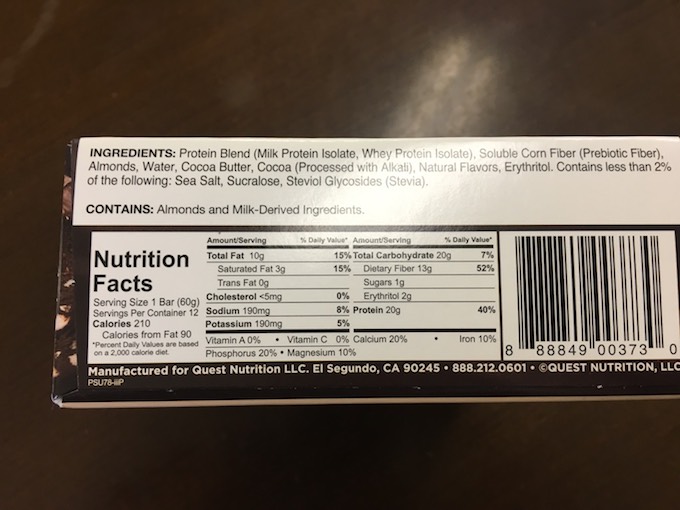 INGREDIENTS: Protein Blend (Milk Protein Isolate, Whey Protein Isolate), Soluble Corn Fiber (Prebiotic Fiber),
Almonds, Water, Cocoa Butter, Cocoa (Processed with Alkali), Natural Flavors, Erythritol. Contains less than 2%
of the following: Sea Salt, Sucralose, Steviol Glycosides (Stevia).
CONTAINS: Almonds and Milk-Derived Ingredients.
Nutrition
Facts
Serving Size 1 Bar (60g)
Servings Per Container 12
Calories 210
Calories from Fat 90
*Percent Daily Values are based
on a 2,000 calorie diet.
Amount/Serving % Daily Value* Amount/Serving % Daily Value*
Total Fat 10g 15% Total Carbohydrate 20g 7%
Saturated Fat 3g 15% Dietary Fiber 13g 52%
Trans Fat 0g Sugars 1g
Cholesterol <5mg 0% Erythritol 2g
Sodium 190mg 8% Protein 20g 40%
Potassium 190mg 5%
Vitamin A 0% • Vitamin C 0% Calcium 20% • Iron 10%
Phosphorus 20% • Magnesium 10%
8 88849 00373 0
Manufactured for Quest Nutrition LLC. El Segundo, CA 90245 • 888.212.0601 • ©QUEST NUTRITION, LLC
PSU78-iiiP